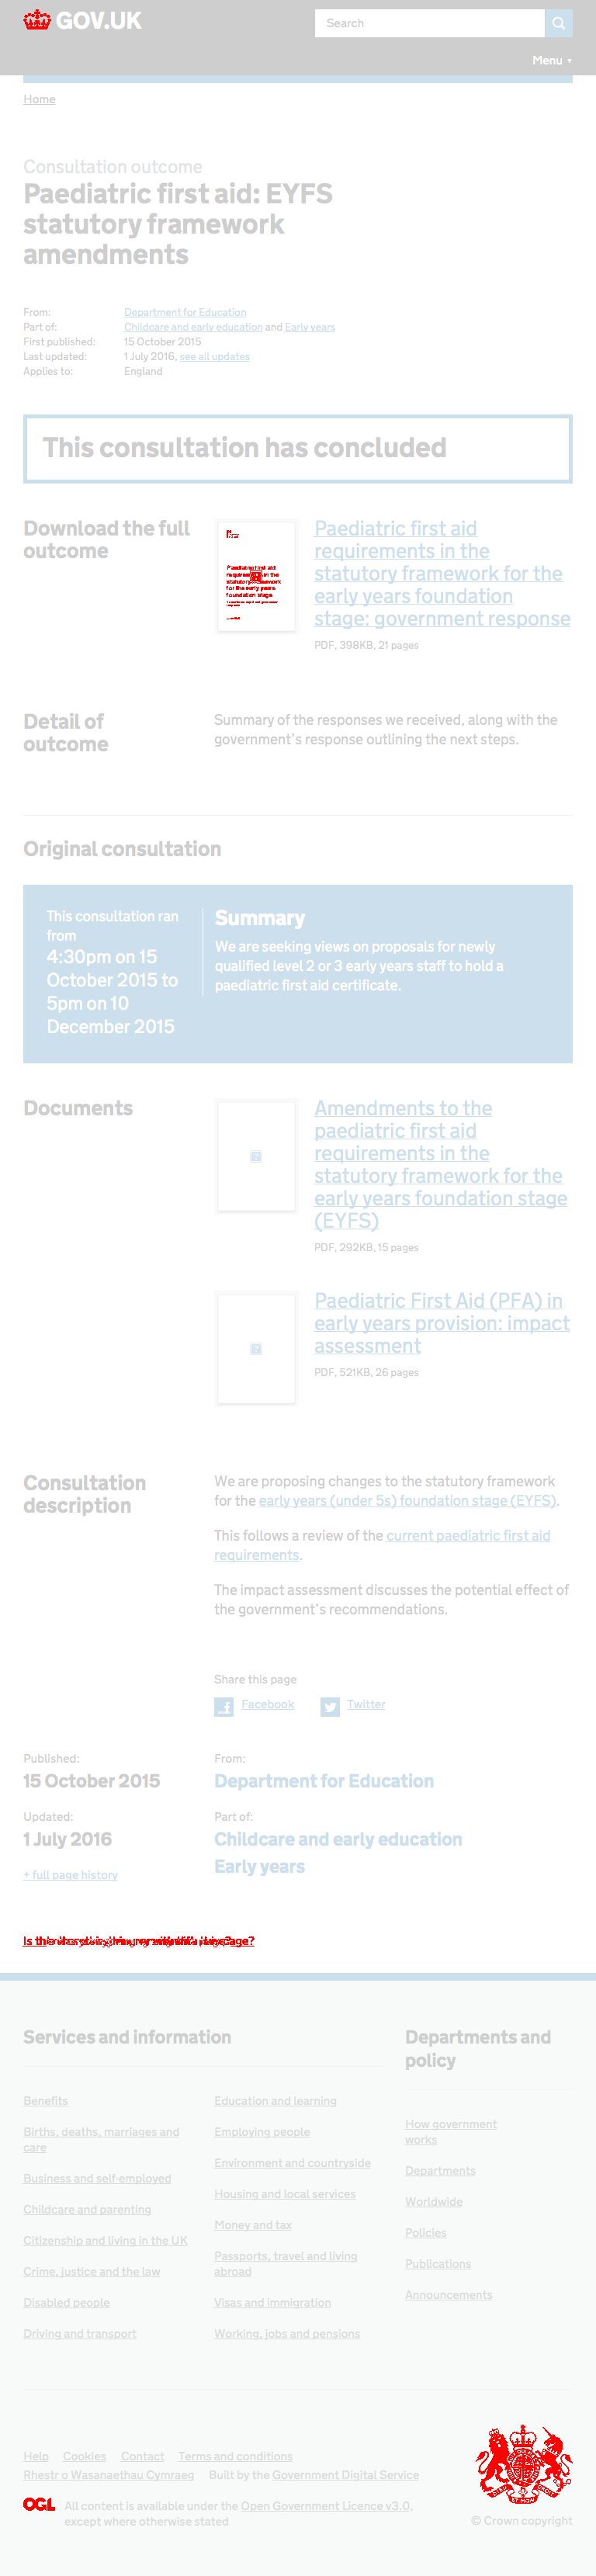 GOV.UK
Search
Menu ▼
Home
Consultation outcome
Paediatric first aid: EYFS
statutory framework
amendments
From: Department for Education
Part of: Childcare and early education and Early years
First published: 15 October 2015
Last updated: 1 July 2016, see all updates
Applies to: England
This consultation has concluded
Download the full
outcome
Paediatric first aid
requirements in the
statutory framework for the
early years foundation
stage: government response
PDF, 398KB, 21 pages
Detail of
outcome
Summary of the responses we received, along with the
government's response outlining the next steps.
Original consultation
This consultation ran
from
4:30pm on 15
October 2015 to
5pm on 10
December 2015
Summary
We are seeking views on proposals for newly
qualified level 2 or 3 early years staff to hold a
paediatric first aid certificate.
Documents
Amendments to the
paediatric first aid
requirements in the
statutory framework for the
early years foundation stage
(EYFS)
PDF, 292KB, 15 pages
Paediatric First Aid (PFA) in
early years provision: impact
assessment
PDF, 521KB, 26 pages
Consultation
description
We are proposing changes to the statutory framework
for the early years (under 5s) foundation stage (EYFS).
This follows a review of the current paediatric first aid
requirements.
The impact assessment discusses the potential effect of
the government's recommendations.
Share this page
Facebook
Twitter
Published:
15 October 2015
Updated:
1 July 2016
+ full page history
From:
Department for Education
Part of:
Childcare and early education
Early years
Services and information
Benefits
Births, deaths, marriages and
care
Business and self-employed
Childcare and parenting
Citizenship and living in the UK
Crime, justice and the law
Disabled people
Driving and transport
Education and learning
Employing people
Environment and countryside
Housing and local services
Money and tax
Passports, travel and living
abroad
Visas and immigration
Working, jobs and pensions
Departments and
policy
How government
works
Departments
Worldwide
Policies
Publications
Announcements
Help Cookies Contact Terms and conditions
Rhestr o Wasanaethau Cymraeg Built by the Government Digital Service
OGL
All content is available under the Open Government Licence v3.0,
except where otherwise stated
© Crown copyright